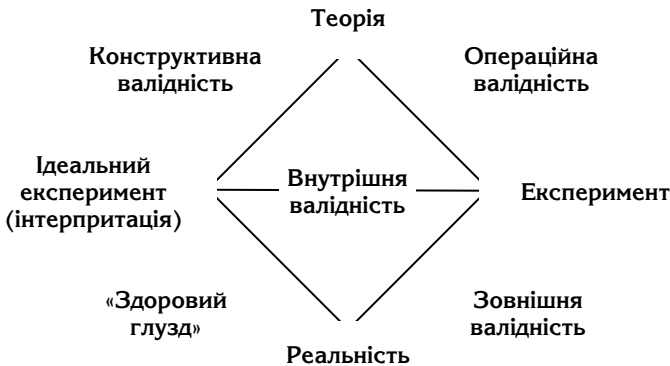 Теорія
Конструктивна
валідність
Операційна
валідність
Ідеальний
експеримент
(інтерпритація)
Внутрішня
валідність
Експеримент
«Здоровий
глузд»
Зовнішня
валідність
Реальність